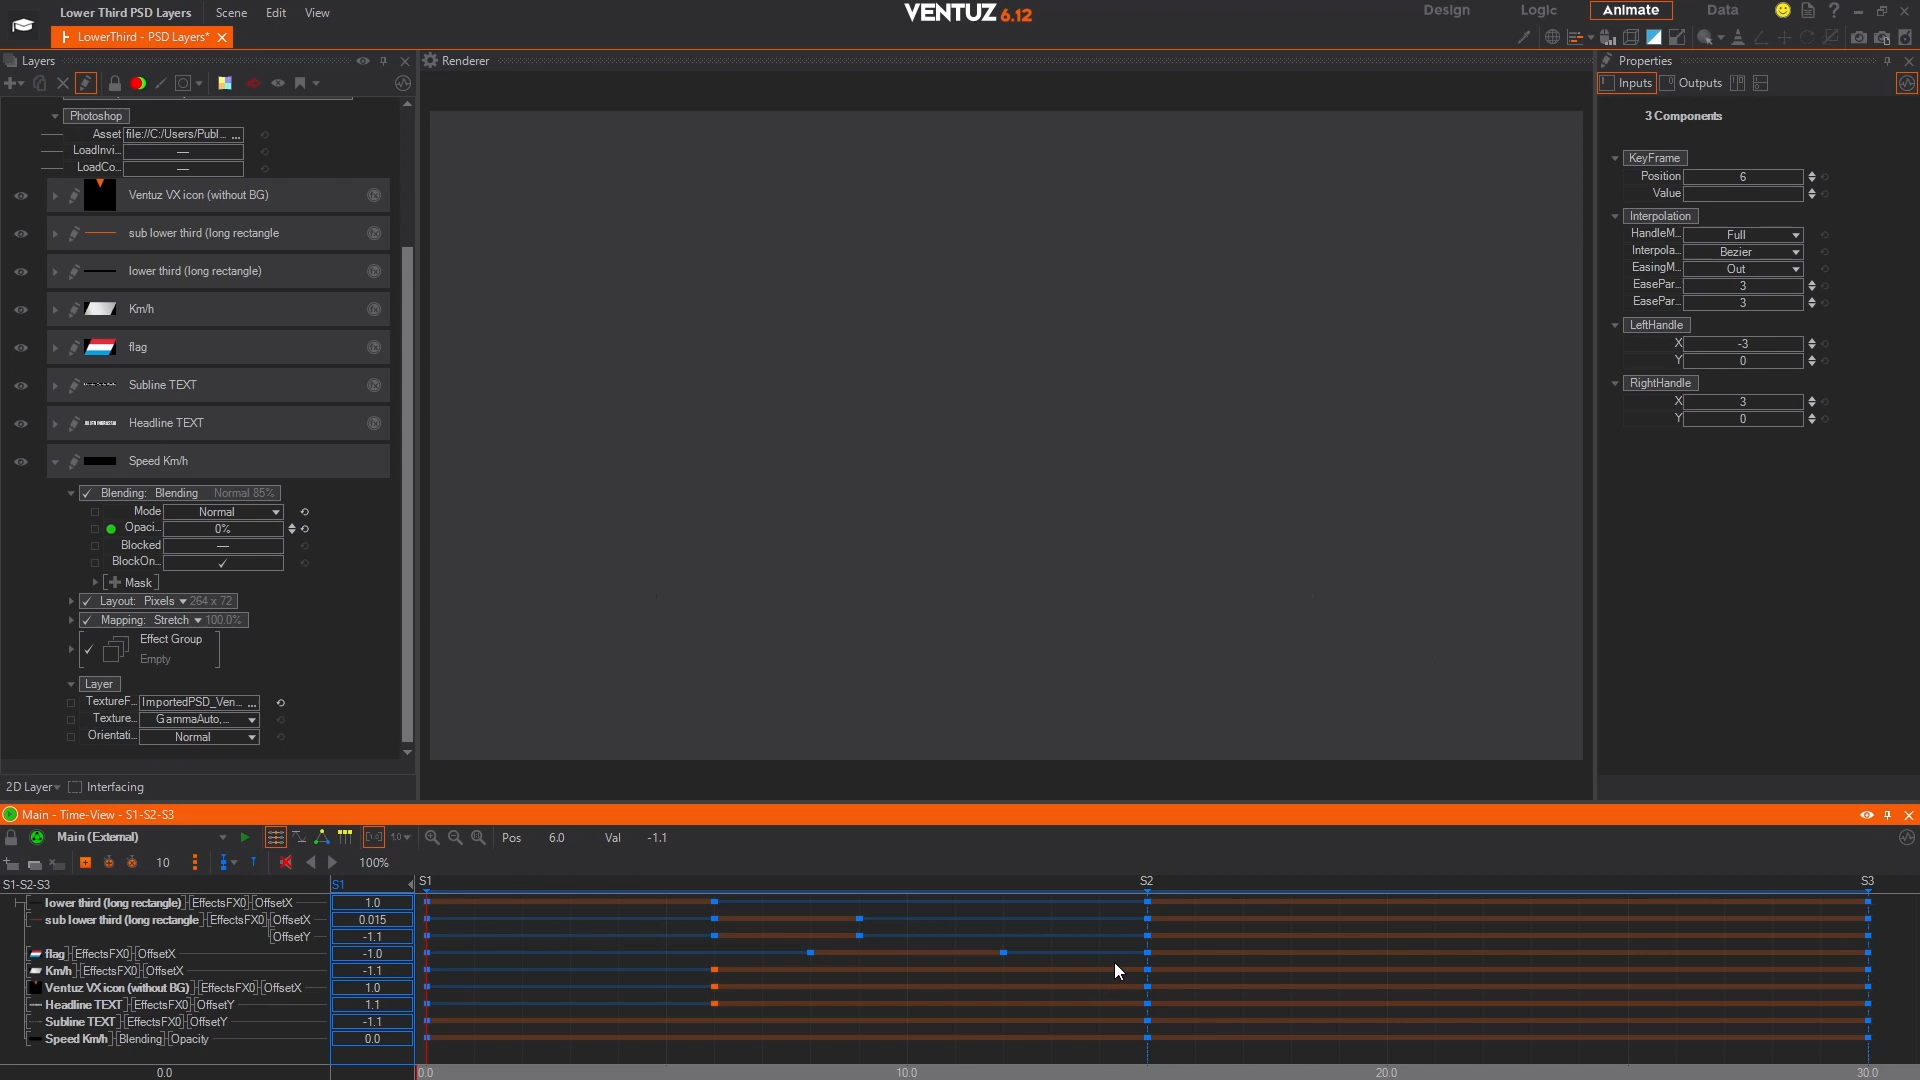 Lower Third PSD Layers
Scene
Edit
View
VENTUZ 6.12
Design
Logic
Animate
Data
LowerThird - PSD Layers*
Layers
Renderer
Properties
Inputs
Outputs
3 Components
Photoshop
Asset file://C:/Users/Publ... ...
LoadInvi...
LoadCo...
Ventuz VX icon (without BG)
sub lower third (long rectangle
lower third (long rectangle)
Km/h
flag
Subline TEXT
Headline TEXT
Speed Km/h
Blending: Blending Normal 85%
Mode Normal
Opaci... 0%
Blocked
BlockOn...
Mask
Layout: Pixels 264 x 72
Mapping: Stretch 100.0%
Effect Group
Empty
Layer
TextureF... ImportedPSD_Ven... ...
Texture... GammaAuto,...
Orientati... Normal
2D Layer
Interfacing
KeyFrame
Position 6
Value
Interpolation
HandleM... Full
Interpola... Bezier
EasingM... Out
EasePar... 3
EasePar... 3
LeftHandle
X -3
Y 0
RightHandle
X 3
Y 0
Main - Time-View - S1-S2-S3
Main (External)
Pos 6.0 Val -1.1
10
100%
S1-S2-S3
S1
S1
S2
S3
lower third (long rectangle) EffectsFX0 OffsetX 1.0
sub lower third (long rectangle EffectsFX0 OffsetX 0.015
OffsetY -1.1
flag EffectsFX0 OffsetX -1.0
Km/h EffectsFX0 OffsetX -1.1
Ventuz VX icon (without BG) EffectsFX0 OffsetX 1.0
Headline TEXT EffectsFX0 OffsetY 1.1
Subline TEXT EffectsFX0 OffsetY -1.1
Speed Km/h Blending Opacity 0.0
0.0
0.0
10.0
20.0
30.0